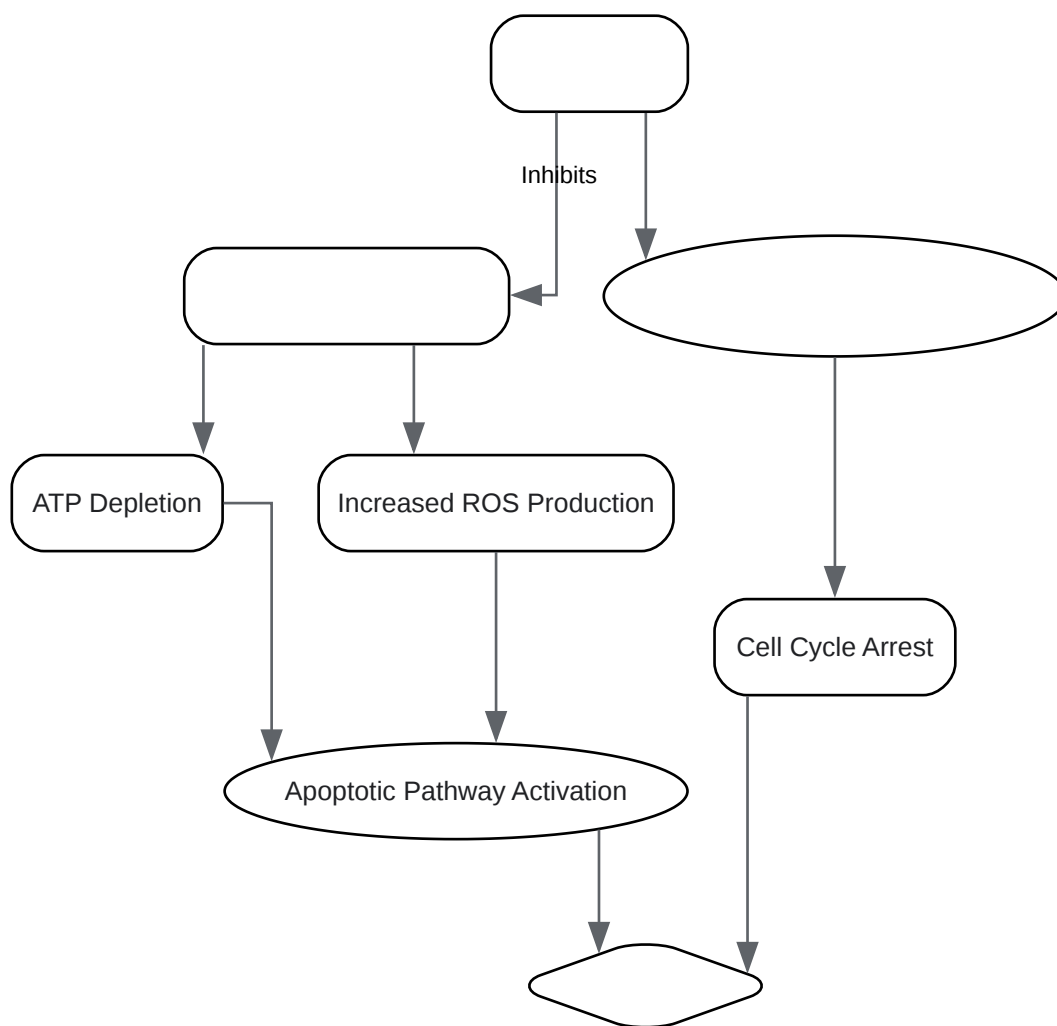 Inhibits
ATP Depletion
Increased ROS Production
Cell Cycle Arrest
Apoptotic Pathway Activation